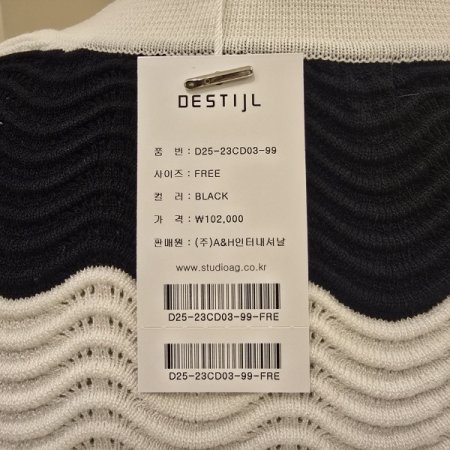 DESTIJL
품 번 : D25-23CD03-99
사이즈 : FREE
컬 러 : BLACK
가 격 : ₩102,000
판매원 : (주)A&H인터내셔날
www.studioag.co.kr
D25-23CD03-99-FRE
D25-23CD03-99-FRE